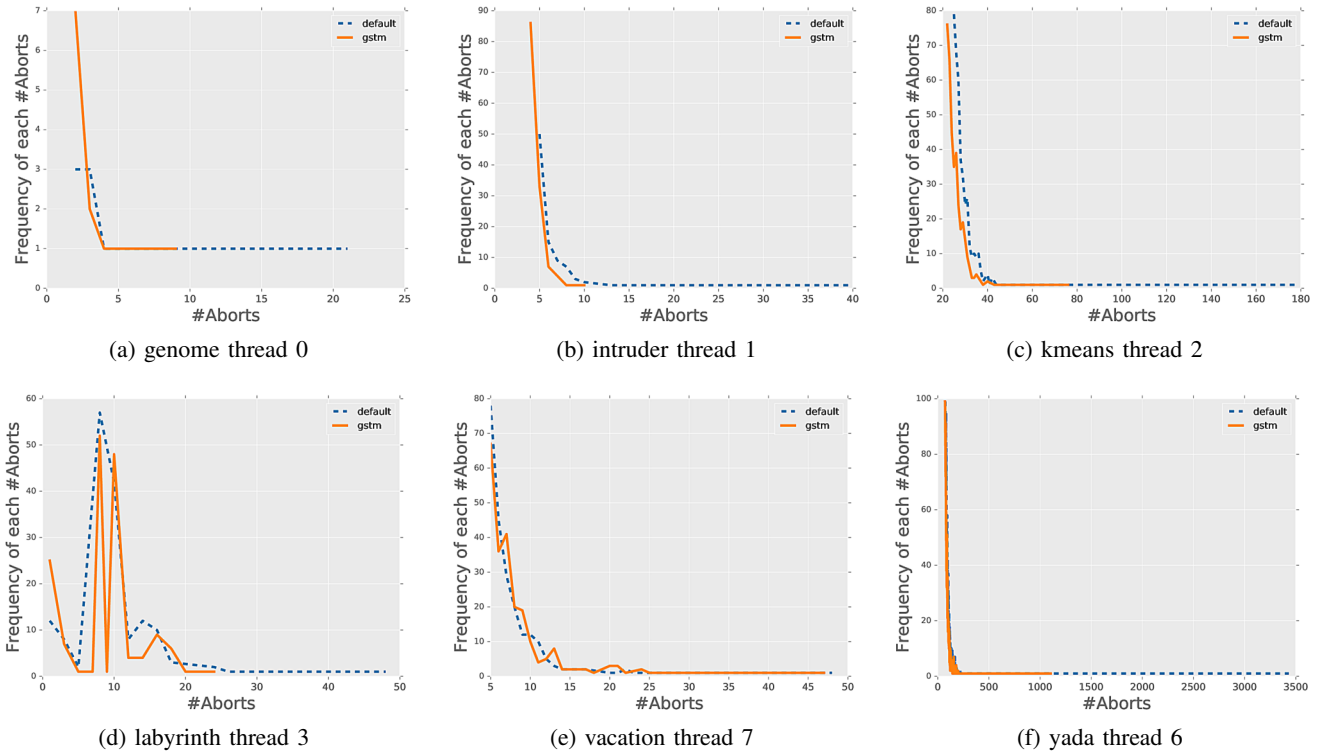 Frequency of each #Aborts
7
6
5
4
3
2
1
0
default
gstm
0 5 10 15 20 25
#Aborts
(a) genome thread 0
Frequency of each #Aborts
90
80
70
60
50
40
30
20
10
0
default
gstm
0 5 10 15 20 25 30 35 40
#Aborts
(b) intruder thread 1
Frequency of each #Aborts
80
70
60
50
40
30
20
10
0
default
gstm
20 40 60 80 100 120 140 160 180
#Aborts
(c) kmeans thread 2
Frequency of each #Aborts
60
50
40
30
20
10
0
default
gstm
0 10 20 30 40 50
#Aborts
(d) labyrinth thread 3
Frequency of each #Aborts
80
70
60
50
40
30
20
10
0
default
gstm
5 10 15 20 25 30 35 40 45 50
#Aborts
(e) vacation thread 7
Frequency of each #Aborts
100
80
60
40
20
0
default
gstm
0 500 1000 1500 2000 2500 3000 3500
#Aborts
(f) yada thread 6